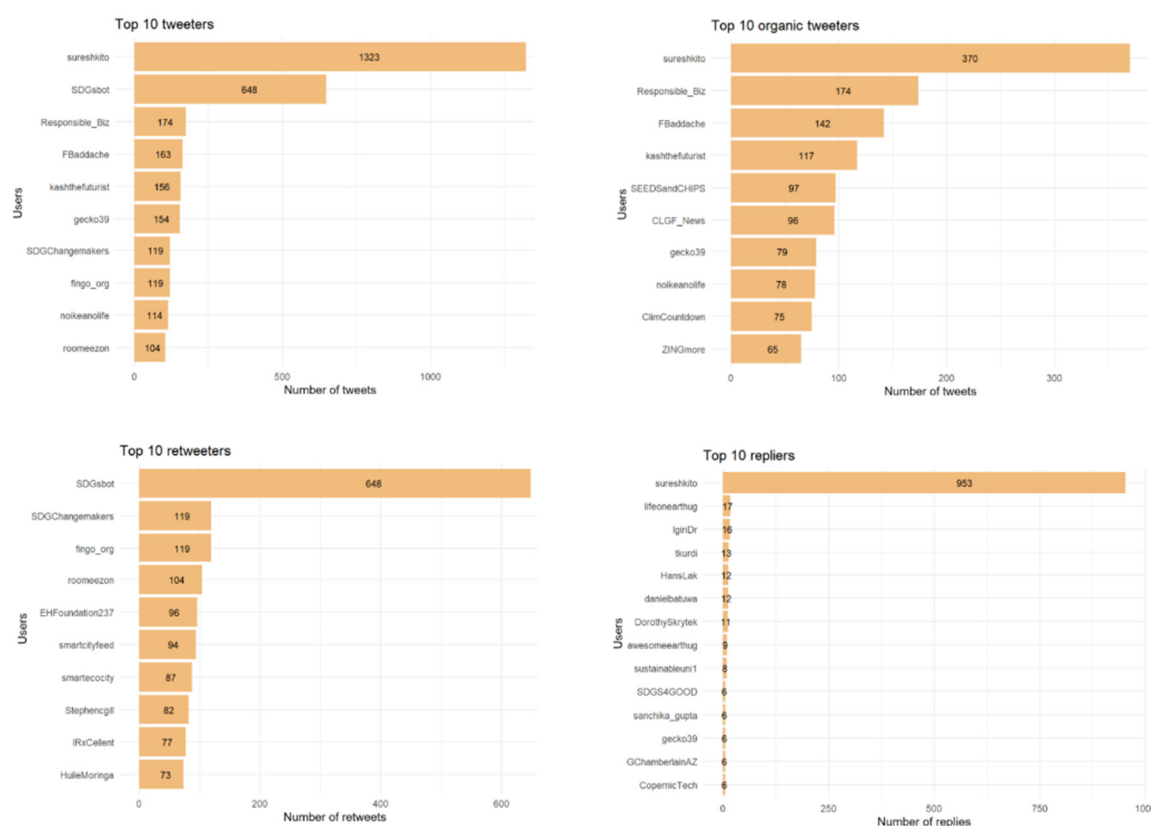 Top 10 tweeters
Users
sureshkito 1323
SDGsbot 648
Responsible_Biz 174
FBaddache 163
kashthefuturist 156
gecko39 154
SDGChangemakers 119
fingo_org 119
noikeanolife 114
roomeezon 104
0 500 1000
Number of tweets
Top 10 organic tweeters
Users
sureshkito 370
Responsible_Biz 174
FBaddache 142
kashthefuturist 117
SEEDSandCHIPS 97
CLGF_News 96
gecko39 79
noikeanolife 78
ClimCountdown 75
ZINGmore 65
0 100 200 300
Number of tweets
Top 10 retweeters
Users
SDGsbot 648
SDGChangemakers 119
fingo_org 119
roomeezon 104
EHFoundation237 96
smartcityfeed 94
smartecocity 87
Stephencgill 82
IRxCellent 77
HuileMoringa 73
0 200 400 600
Number of retweets
Top 10 repliers
Users
sureshkito 953
lifeonearthug 17
IgiriDr 16
tkurdi 13
HansLak 12
danielbatuwa 12
DorothySkrytek 11
awesomeearthug 9
sustainableuni1 8
SDGS4GOOD 6
sanchika_gupta 6
gecko39 6
GChamberlainAZ 6
CopernicTech 6
0 250 500 750
Number of replies